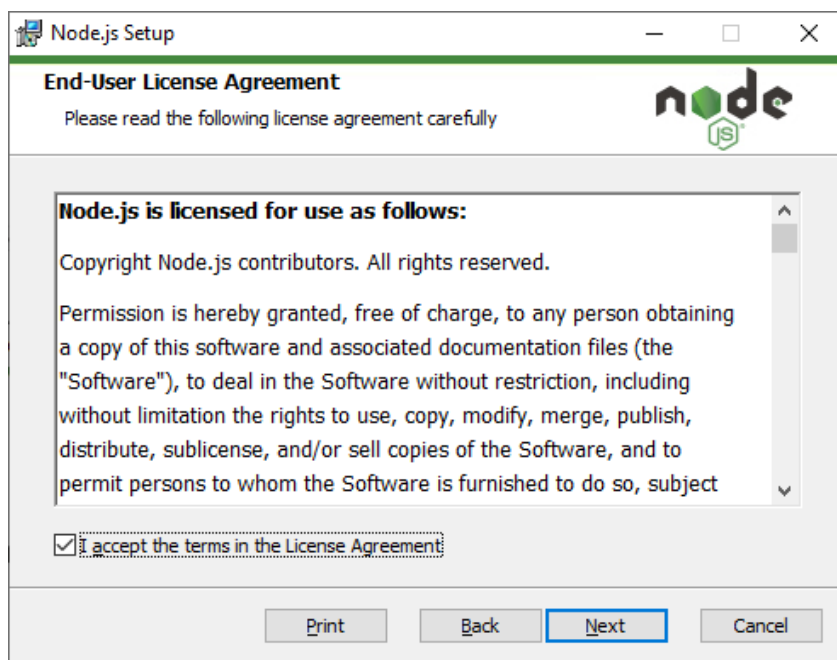 Node.js Setup
End-User License Agreement
Please read the following license agreement carefully
node
JS
Node.js is licensed for use as follows:
Copyright Node.js contributors. All rights reserved.
Permission is hereby granted, free of charge, to any person obtaining
a copy of this software and associated documentation files (the
"Software"), to deal in the Software without restriction, including
without limitation the rights to use, copy, modify, merge, publish,
distribute, sublicense, and/or sell copies of the Software, and to
permit persons to whom the Software is furnished to do so, subject
I accept the terms in the License Agreement
Print Back Next Cancel